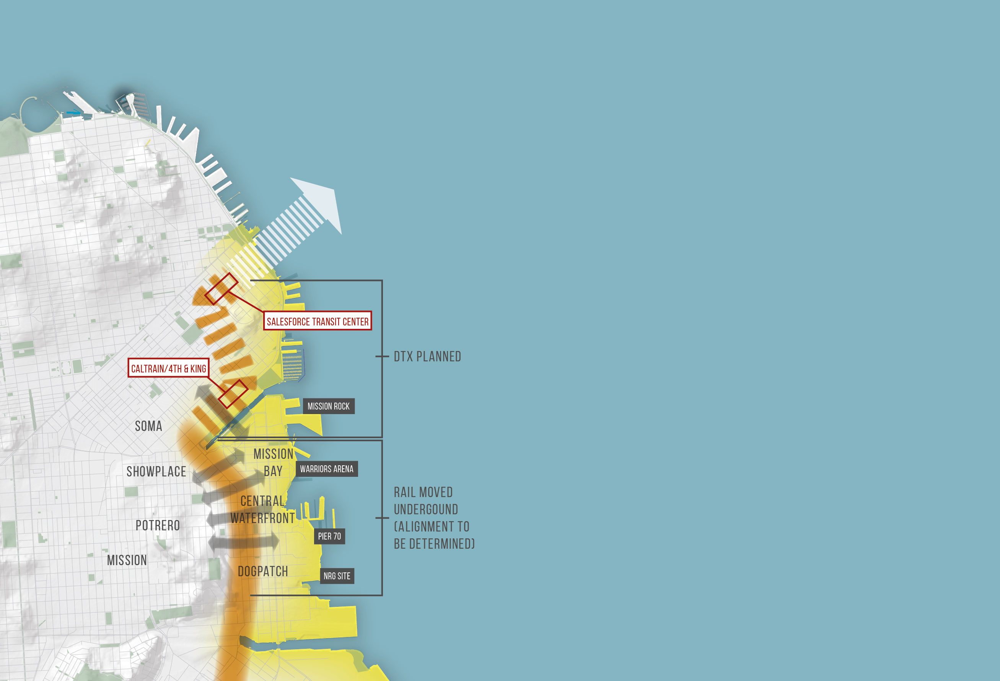 SALESFORCE TRANSIT CENTER
DTX PLANNED
CALTRAIN/4TH & KING
MISSION ROCK
SOMA
MISSION
BAY
SHOWPLACE
WARRIORS ARENA
CENTRAL
WATERFRONT
RAIL MOVED
UNDERGOUND
(ALIGNMENT TO
BE DETERMINED)
POTRERO
PIER 70
MISSION
DOGPATCH
NRG SITE